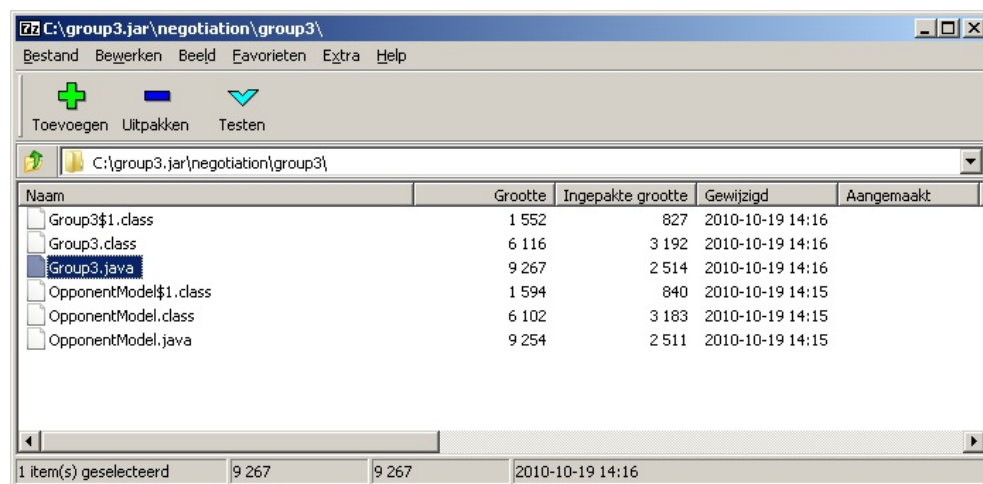 7z C:\group3.jar\negotiation\group3\
Bestand Bewerken Beeld Favorieten Extra Help
Toevoegen Uitpakken Testen
C:\group3.jar\negotiation\group3\
Naam Grootte Ingepakte grootte Gewijzigd Aangemaakt
Group3$1.class 1 552 827 2010-10-19 14:16
Group3.class 6 116 3 192 2010-10-19 14:16
Group3.java 9 267 2 514 2010-10-19 14:16
OpponentModel$1.class 1 594 840 2010-10-19 14:15
OpponentModel.class 6 102 3 183 2010-10-19 14:15
OpponentModel.java 9 254 2 511 2010-10-19 14:15
1 item(s) geselecteerd 9 267 9 267 2010-10-19 14:16